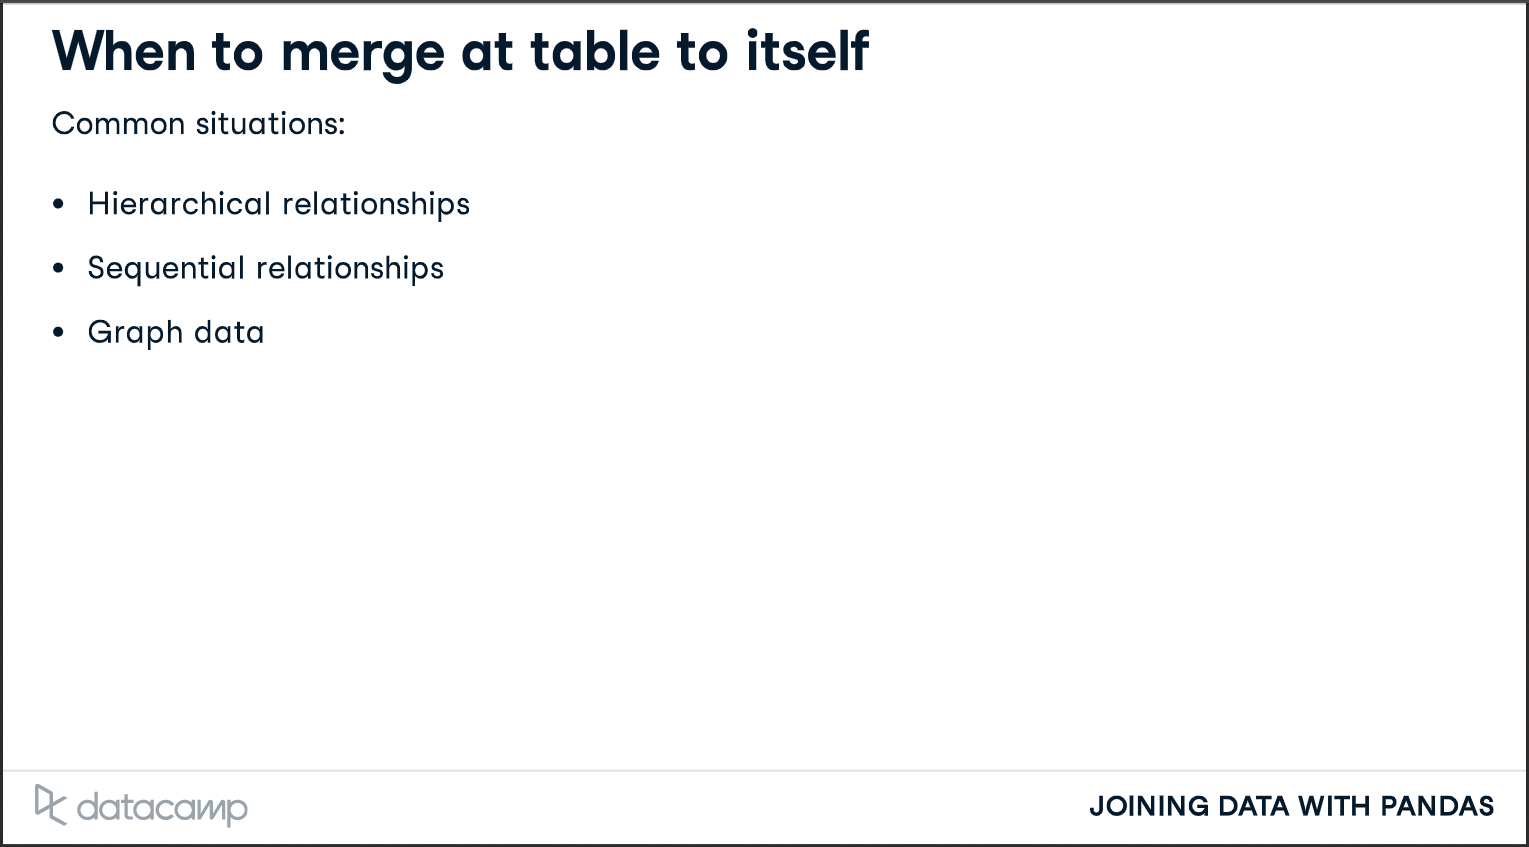 When to merge at table to itself
Common situations:
• Hierarchical relationships
• Sequential relationships
• Graph data
datacamp
JOINING DATA WITH PANDAS